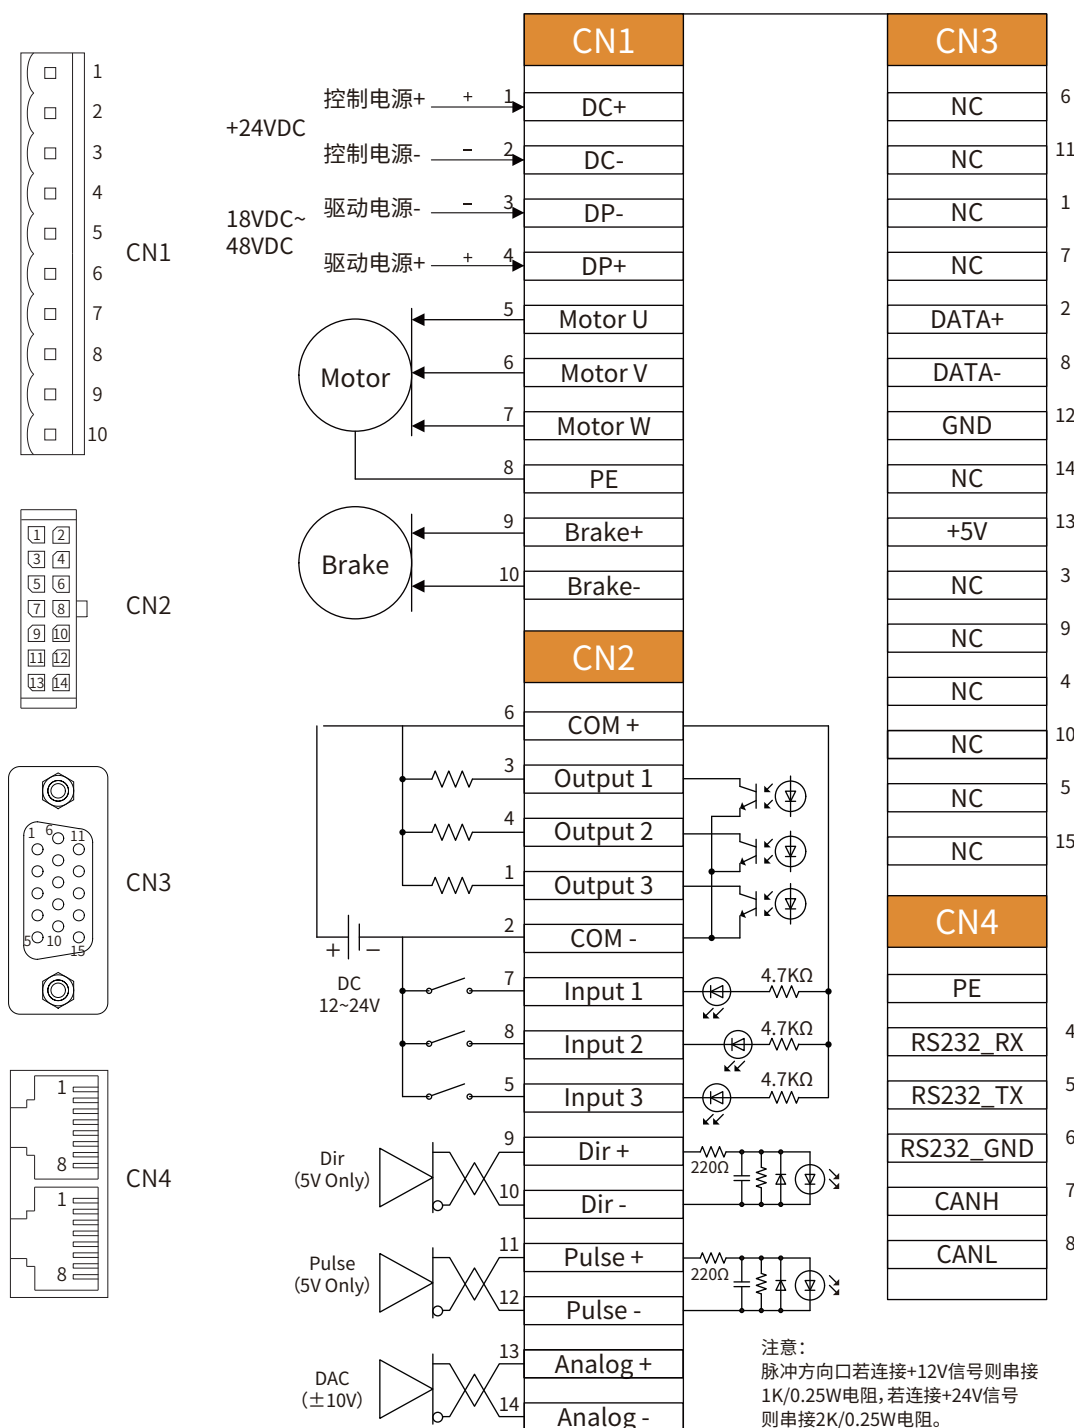 1
2
3
4
5
6
7
8
9
10
CN1
1 2
3 4
5 6
7 8
9 10
11 12
13 14
CN2
1 6 11
5 10 15
CN3
1
8
1
8
CN4
CN1
+24VDC
控制电源+ + 1 DC+
控制电源- − 2 DC-
18VDC~
48VDC
驱动电源- − 3 DP-
驱动电源+ + 4 DP+
Motor
5 Motor U
6 Motor V
7 Motor W
8 PE
Brake
9 Brake+
10 Brake-
CN2
6 COM +
3 Output 1
4 Output 2
1 Output 3
2 COM -
+ −
DC
12~24V
7 Input 1 4.7KΩ
8 Input 2 4.7KΩ
5 Input 3 4.7KΩ
Dir
(5V Only)
9 Dir + 220Ω
10 Dir -
Pulse
(5V Only)
11 Pulse + 220Ω
12 Pulse -
DAC
(±10V)
13 Analog +
14 Analog -
CN3
NC 6
NC 11
NC 1
NC 7
DATA+ 2
DATA- 8
GND 12
NC 14
+5V 13
NC 3
NC 9
NC 4
NC 10
NC 5
NC 15
CN4
PE
RS232_RX 4
RS232_TX 5
RS232_GND 6
CANH 7
CANL 8
注意：
脉冲方向口若连接+12V信号则串接
1K/0.25W电阻，若连接+24V信号
则串接2K/0.25W电阻。